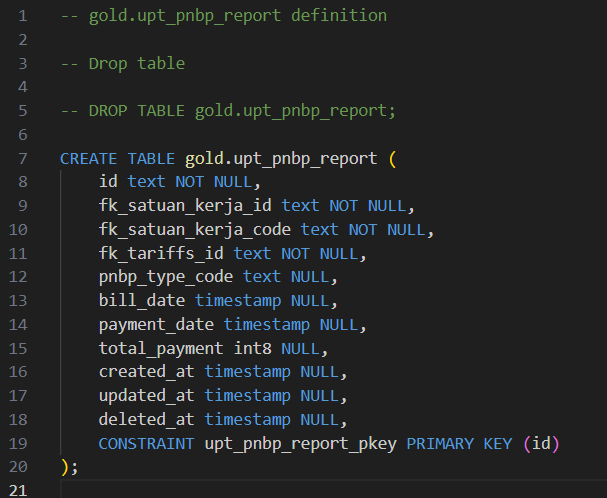 1 -- gold.upt_pnbp_report definition
2
3 -- Drop table
4
5 -- DROP TABLE gold.upt_pnbp_report;
6
7 CREATE TABLE gold.upt_pnbp_report (
8     id text NOT NULL,
9     fk_satuan_kerja_id text NOT NULL,
10     fk_satuan_kerja_code text NOT NULL,
11     fk_tariffs_id text NOT NULL,
12     pnbp_type_code text NULL,
13     bill_date timestamp NULL,
14     payment_date timestamp NULL,
15     total_payment int8 NULL,
16     created_at timestamp NULL,
17     updated_at timestamp NULL,
18     deleted_at timestamp NULL,
19     CONSTRAINT upt_pnbp_report_pkey PRIMARY KEY (id)
20 );
21